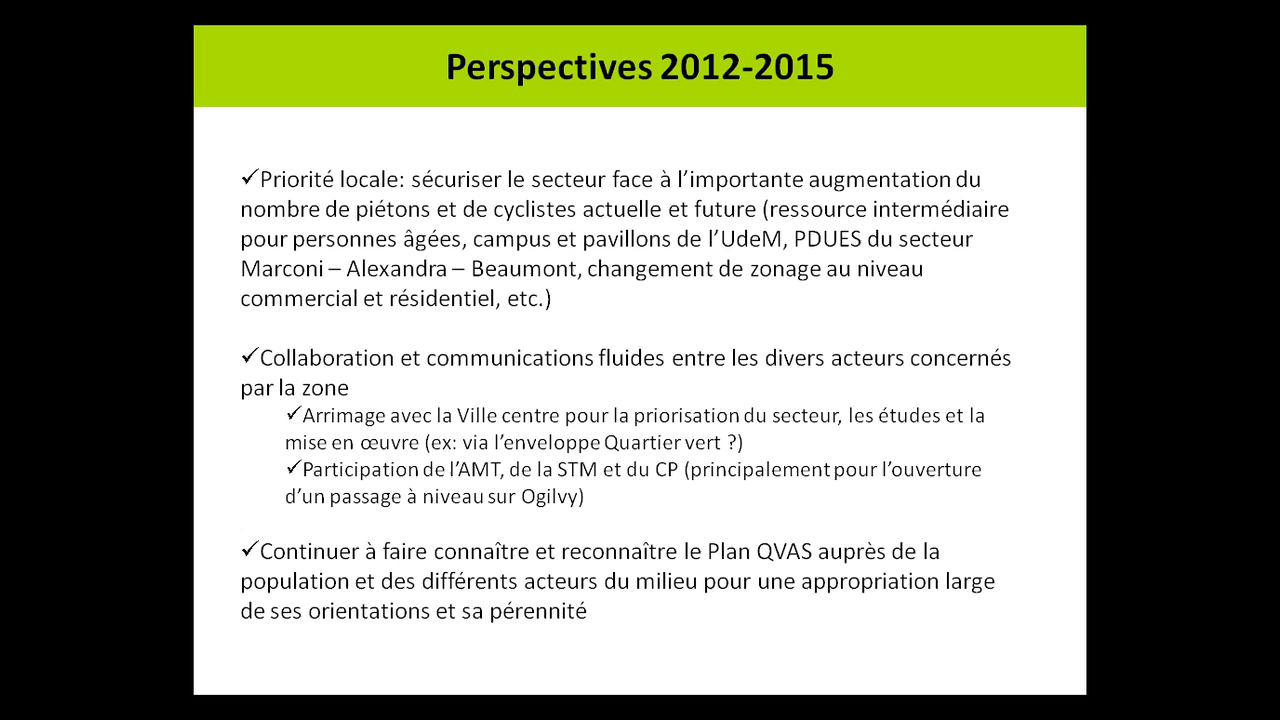 Perspectives 2012-2015
✓Priorité locale: sécuriser le secteur face à l’importante augmentation du
nombre de piétons et de cyclistes actuelle et future (ressource intermédiaire
pour personnes âgées, campus et pavillons de l’UdeM, PDUES du secteur
Marconi – Alexandra – Beaumont, changement de zonage au niveau
commercial et résidentiel, etc.)
✓Collaboration et communications fluides entre les divers acteurs concernés
par la zone
✓Arrimage avec la Ville centre pour la priorisation du secteur, les études et la
mise en œuvre (ex: via l’enveloppe Quartier vert ?)
✓Participation de l’AMT, de la STM et du CP (principalement pour l’ouverture
d’un passage à niveau sur Ogilvy)
✓Continuer à faire connaître et reconnaître le Plan QVAS auprès de la
population et des différents acteurs du milieu pour une appropriation large
de ses orientations et sa pérennité